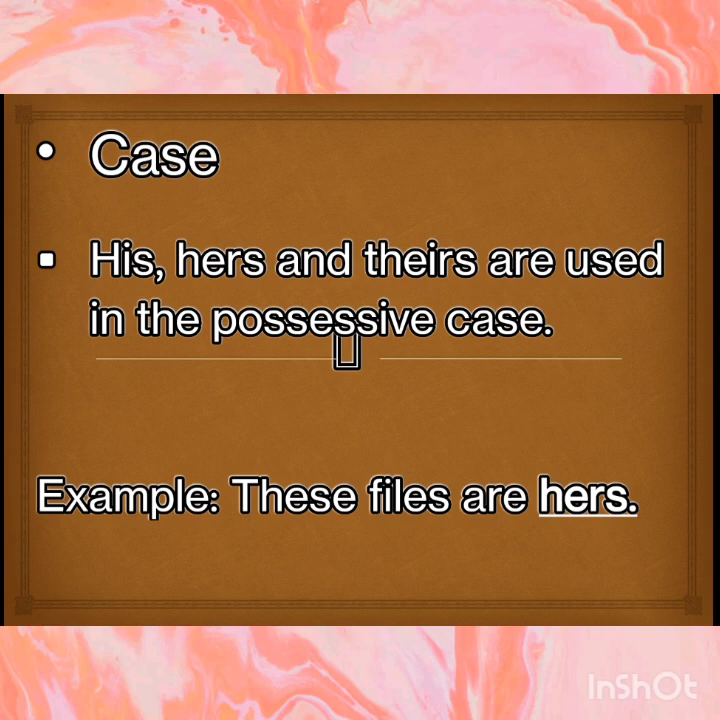 • Case
▪ His, hers and theirs are used
in the possessive case.
Example: These files are hers.
InShOt